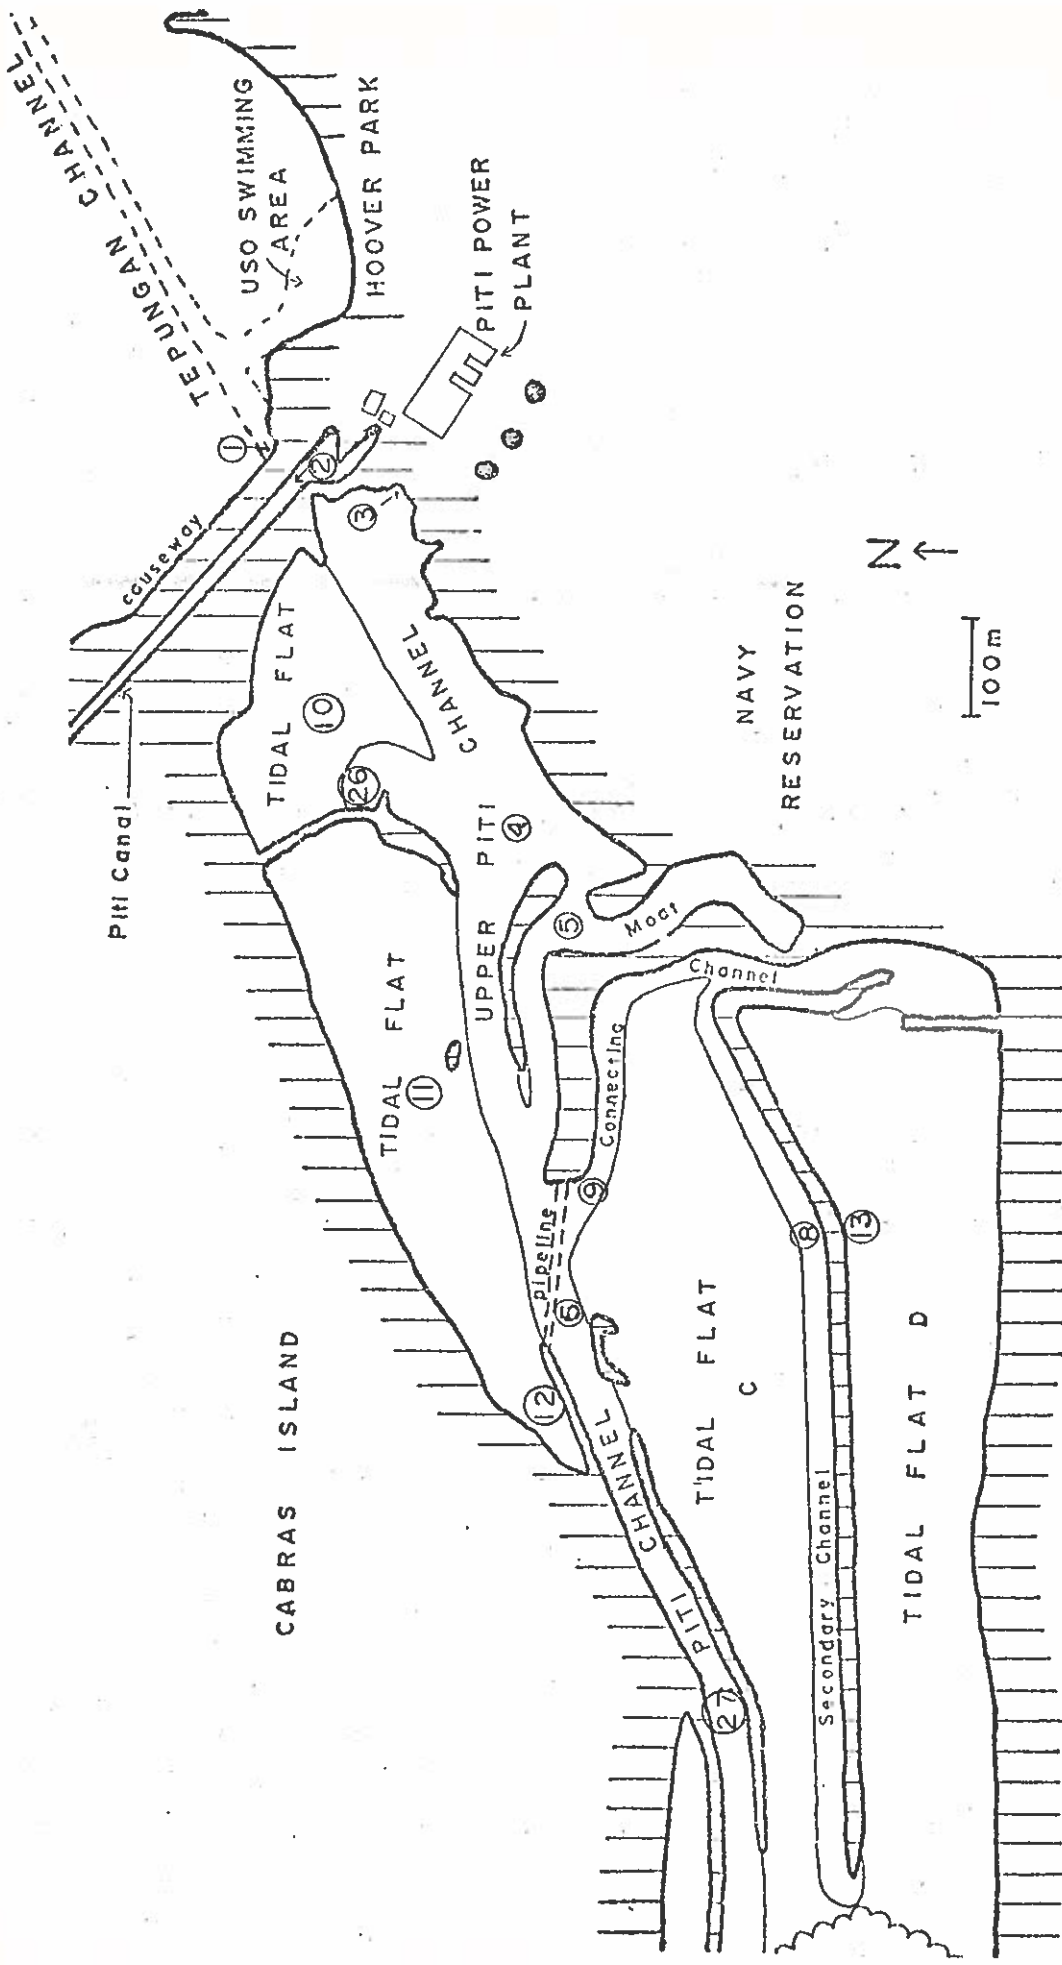 TEPUNGAN CHANNEL
USO SWIMMING
AREA
HOOVER PARK
PITI POWER
PLANT
1
2
3
causeway
Piti Canal
TIDAL FLAT
10
26
CHANNEL
UPPER PITI
4
5
Moat
NAVY
RESERVATION
N
100m
TIDAL FLAT
11
Connecting
Channel
9
pipeline
6
12
CABRAS ISLAND
PITI CHANNEL
27
TIDAL FLAT
C
8
13
Secondary Channel
TIDAL FLAT D